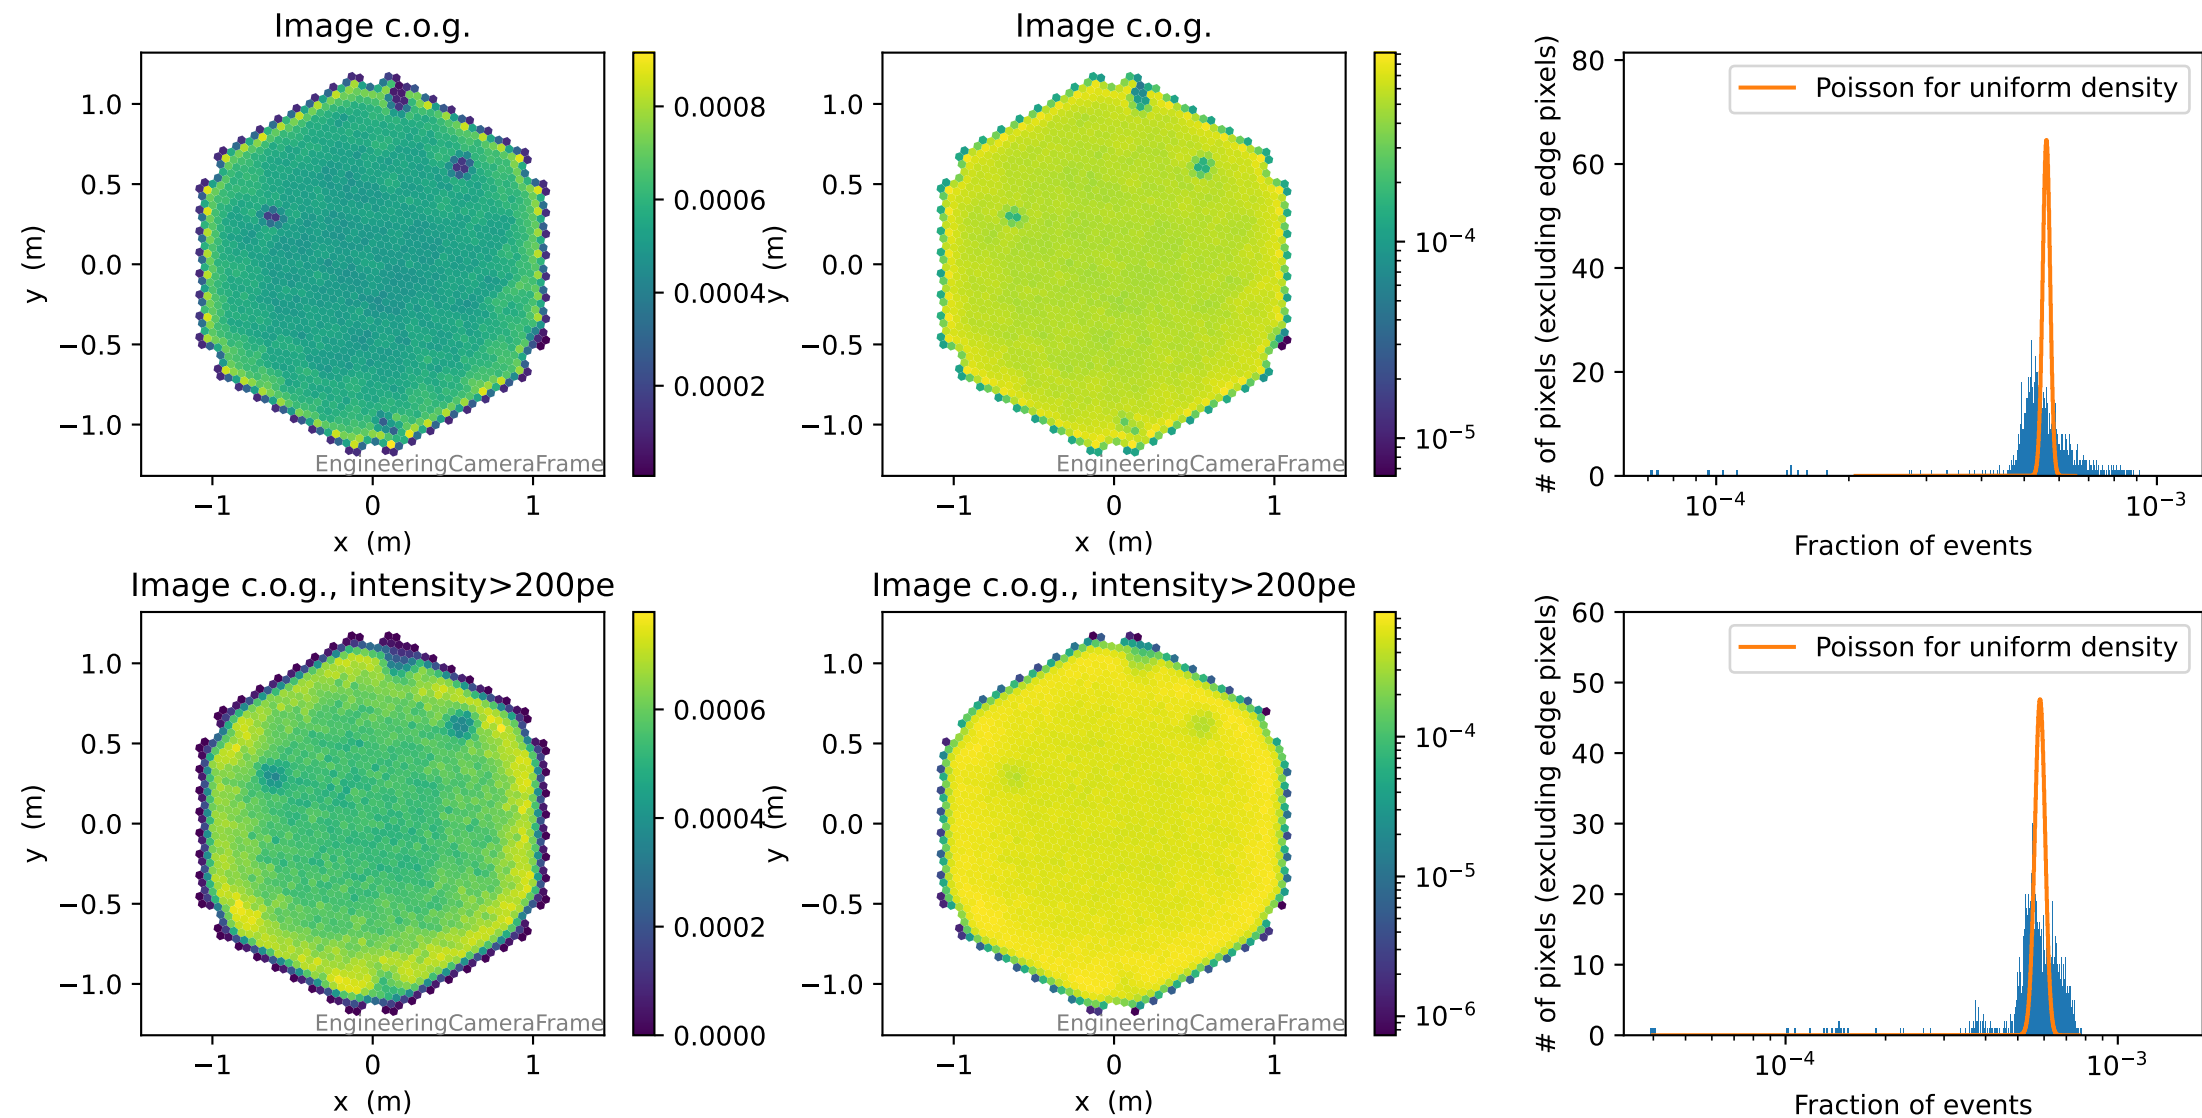 Image c.o.g.
y (m)
1.0
0.5
0.0
−0.5
−1.0
−1
0
1
x (m)
EngineeringCameraFrame
0.0008
0.0006
0.0004
0.0002
Image c.o.g.
y (m)
1.0
0.5
0.0
−0.5
−1.0
−1
0
1
x (m)
EngineeringCameraFrame
10⁻⁴
10⁻⁵
# of pixels (excluding edge pixels)
80
60
40
20
0
Poisson for uniform density
10⁻⁴
10⁻³
Fraction of events
Image c.o.g., intensity>200pe
y (m)
1.0
0.5
0.0
−0.5
−1.0
−1
0
1
x (m)
EngineeringCameraFrame
0.0006
0.0004
0.0002
0.0000
Image c.o.g., intensity>200pe
y (m)
1.0
0.5
0.0
−0.5
−1.0
−1
0
1
x (m)
EngineeringCameraFrame
10⁻⁴
10⁻⁵
10⁻⁶
# of pixels (excluding edge pixels)
60
50
40
30
20
10
0
Poisson for uniform density
10⁻⁴
10⁻³
Fraction of events